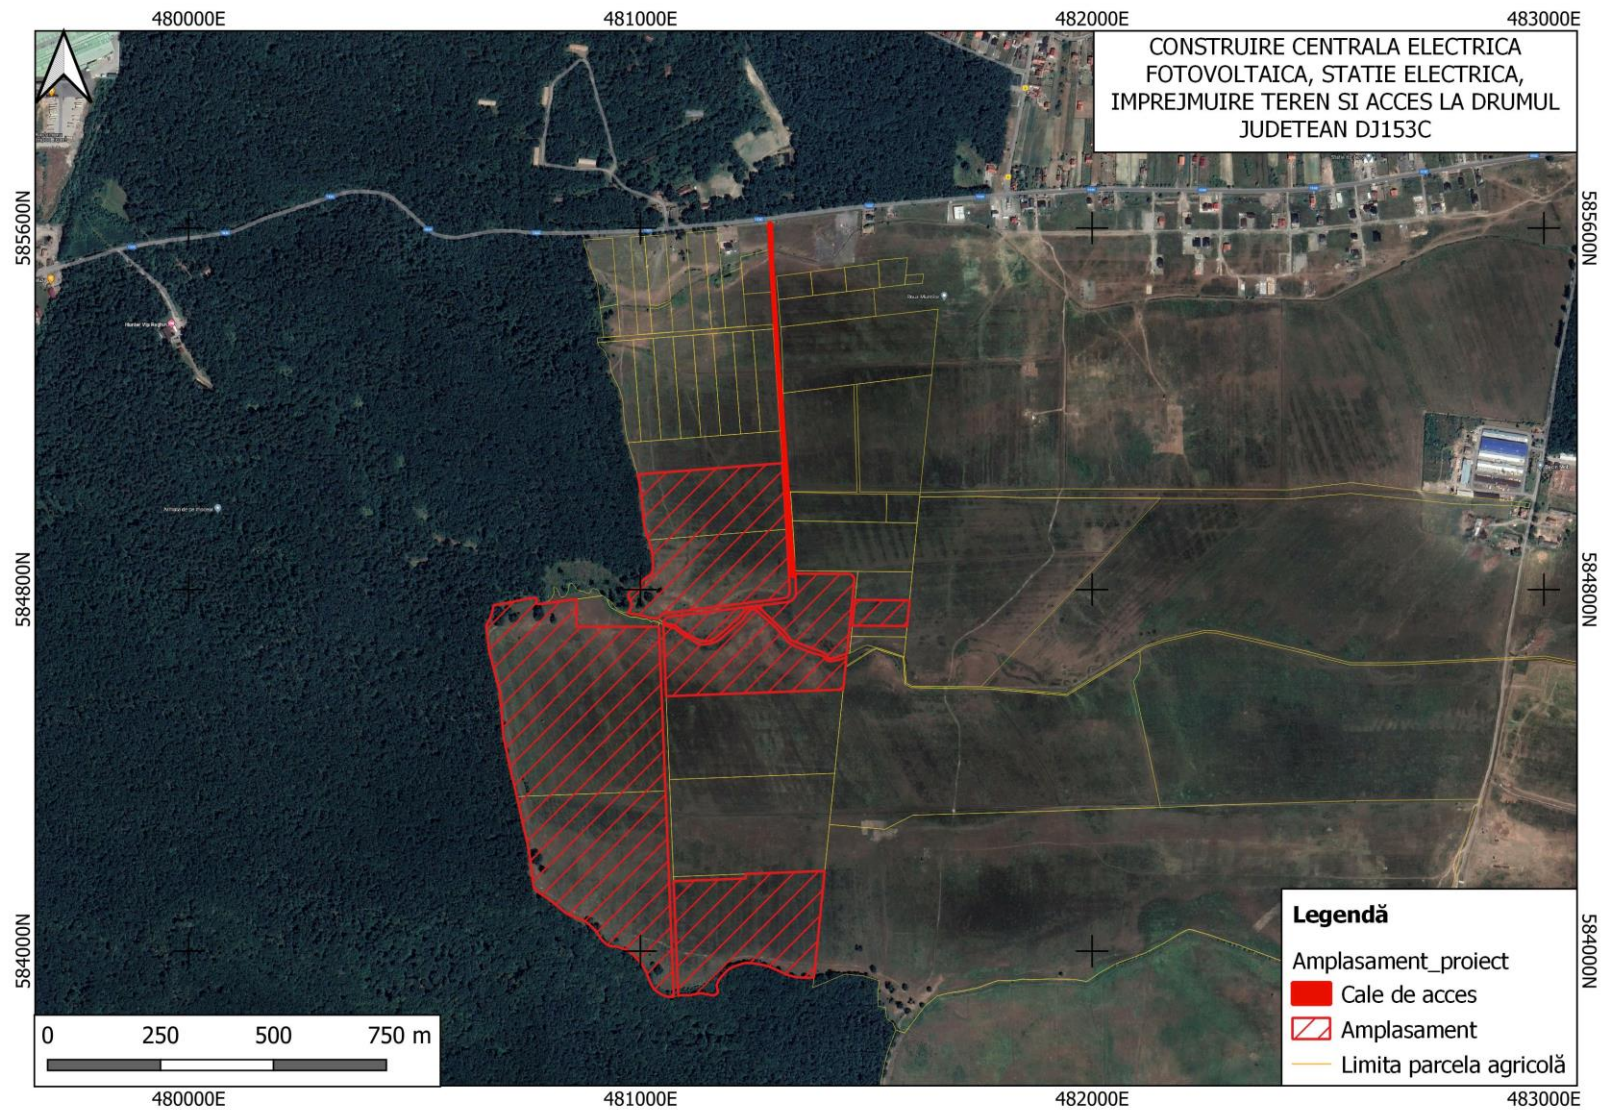 480000E
481000E
482000E
483000E
CONSTRUIRE CENTRALA ELECTRICA
FOTOVOLTAICA, STATIE ELECTRICA,
IMPREJMUIRE TEREN SI ACCES LA DRUMUL
JUDETEAN DJ153C
585600N
585600N
584800N
584800N
584000N
584000N
Legendă
Amplasament_proiect
Cale de acces
Amplasament
Limita parcela agricolă
0 250 500 750 m
480000E
481000E
482000E
483000E